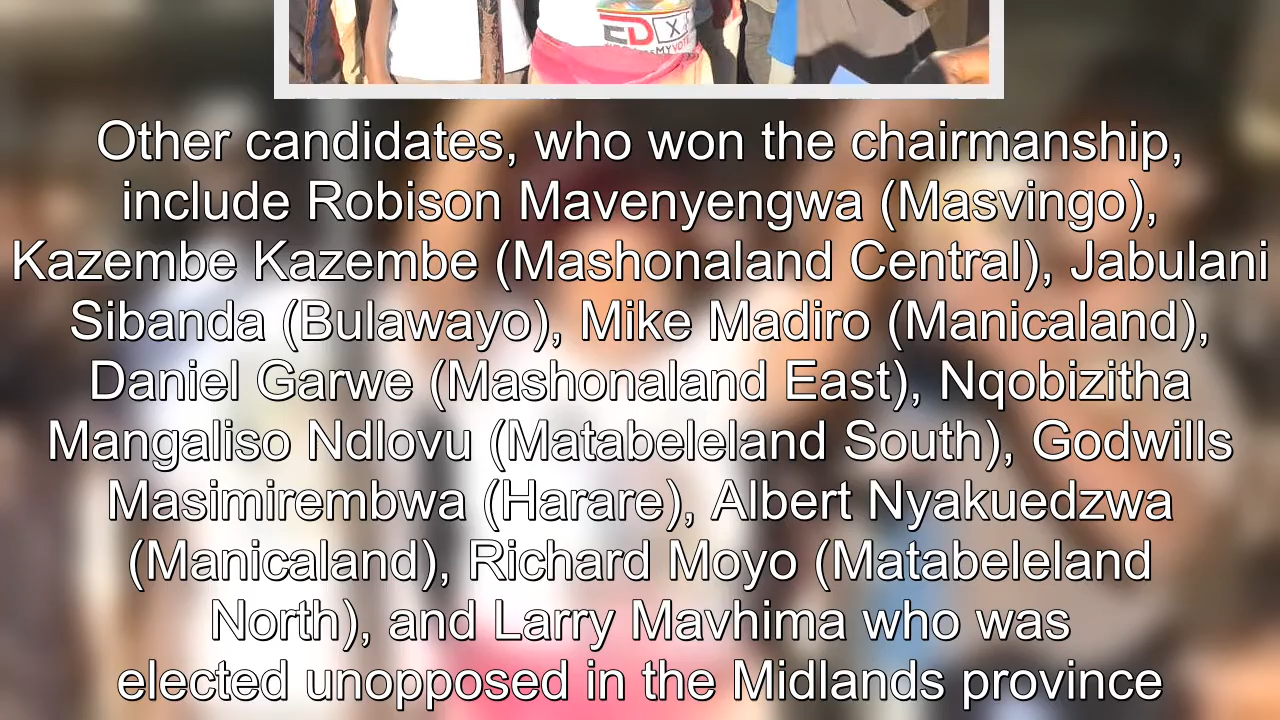 ED X
MYVOTE
Other candidates, who won the chairmanship,
include Robison Mavenyengwa (Masvingo),
Kazembe Kazembe (Mashonaland Central), Jabulani
Sibanda (Bulawayo), Mike Madiro (Manicaland),
Daniel Garwe (Mashonaland East), Nqobizitha
Mangaliso Ndlovu (Matabeleland South), Godwills
Masimirembwa (Harare), Albert Nyakuedzwa
(Manicaland), Richard Moyo (Matabeleland
North), and Larry Mavhima who was
elected unopposed in the Midlands province